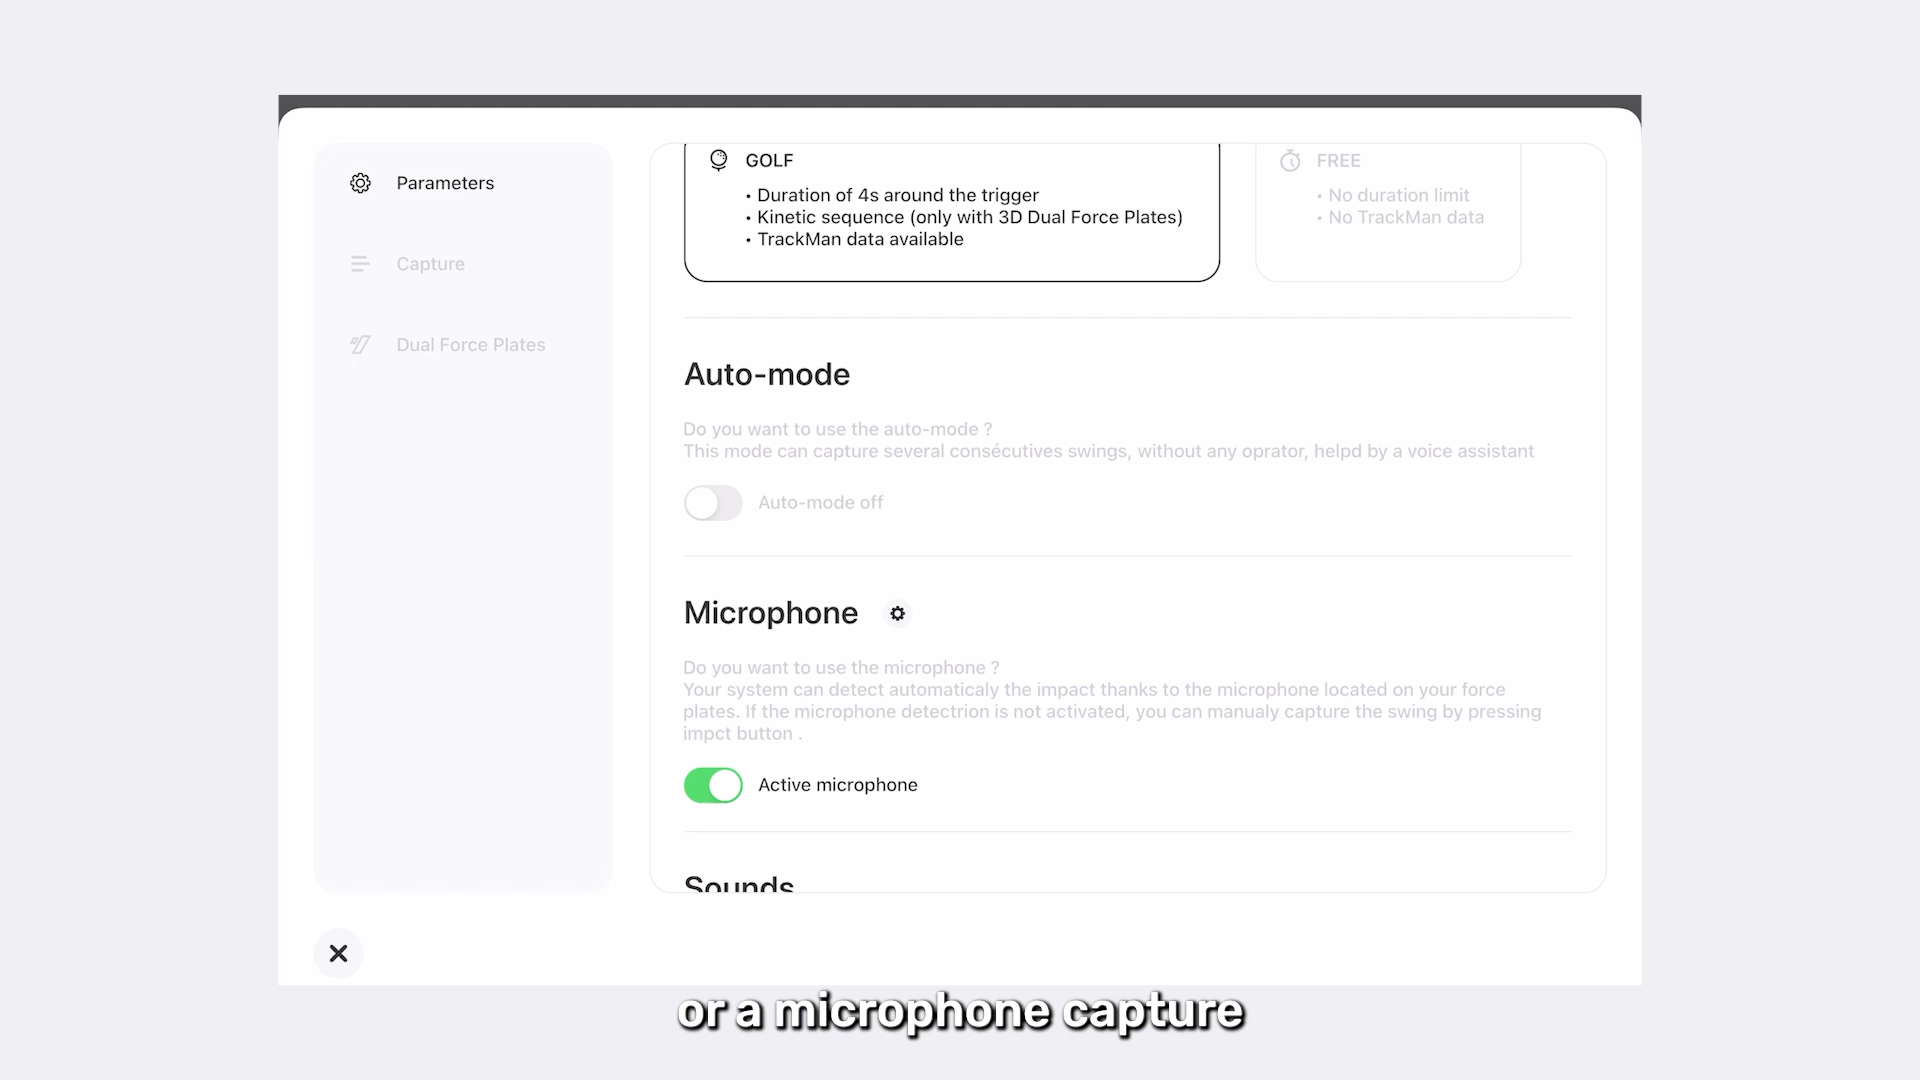 Parameters
Capture
Dual Force Plates
GOLF
• Duration of 4s around the trigger
• Kinetic sequence (only with 3D Dual Force Plates)
• TrackMan data available
FREE
• No duration limit
• No TrackMan data
Auto-mode
Do you want to use the auto-mode ?
This mode can capture several consécutives swings, without any oprator, helpd by a voice assistant
Auto-mode off
Microphone
Do you want to use the microphone ?
Your system can detect automaticaly the impact thanks to the microphone located on your force
plates. If the microphone detectrion is not activated, you can manualy capture the swing by pressing
impct button .
Active microphone
Sounds
or a microphone capture